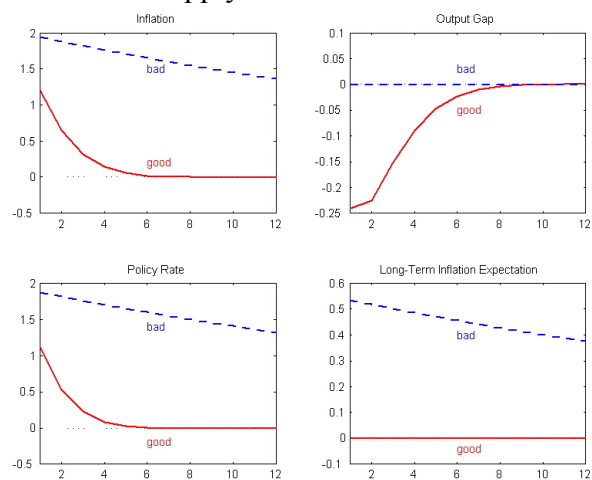 Inflation
2
1.5
1
0.5
0
-0.5
bad
good
2 4 6 8 10 12
Output Gap
0.1
0.05
0
-0.05
-0.1
-0.15
-0.2
-0.25
bad
good
2 4 6 8 10 12
Policy Rate
2
1.5
1
0.5
0
-0.5
bad
good
2 4 6 8 10 12
Long-Term Inflation Expectation
0.6
0.5
0.4
0.3
0.2
0.1
0
-0.1
bad
good
2 4 6 8 10 12